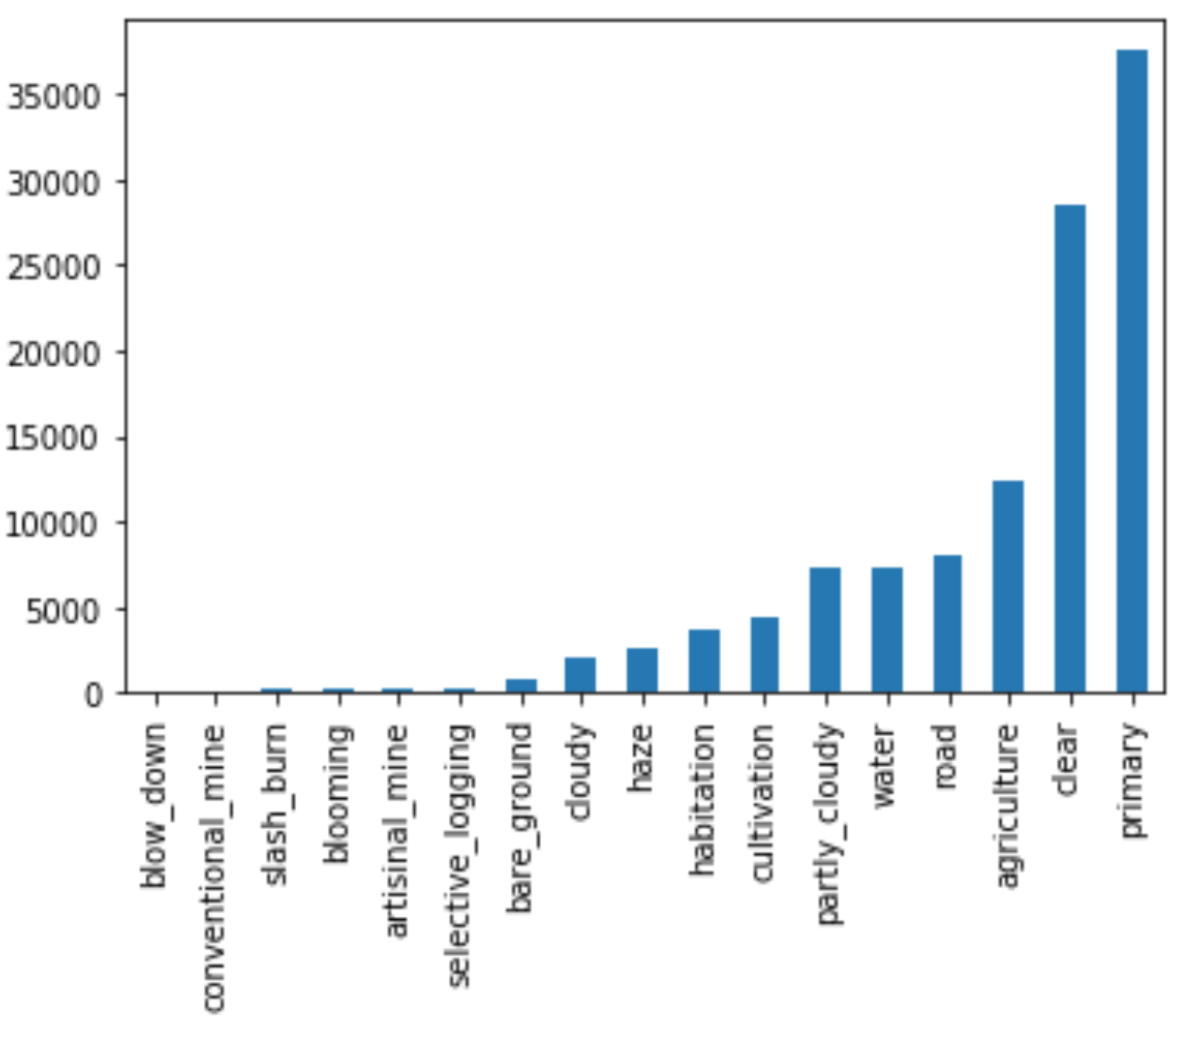 35000
30000
25000
20000
15000
10000
5000
0
blow_down
conventional_mine
slash_burn
blooming
artisinal_mine
selective_logging
bare_ground
cloudy
haze
habitation
cultivation
partly_cloudy
water
road
agriculture
clear
primary